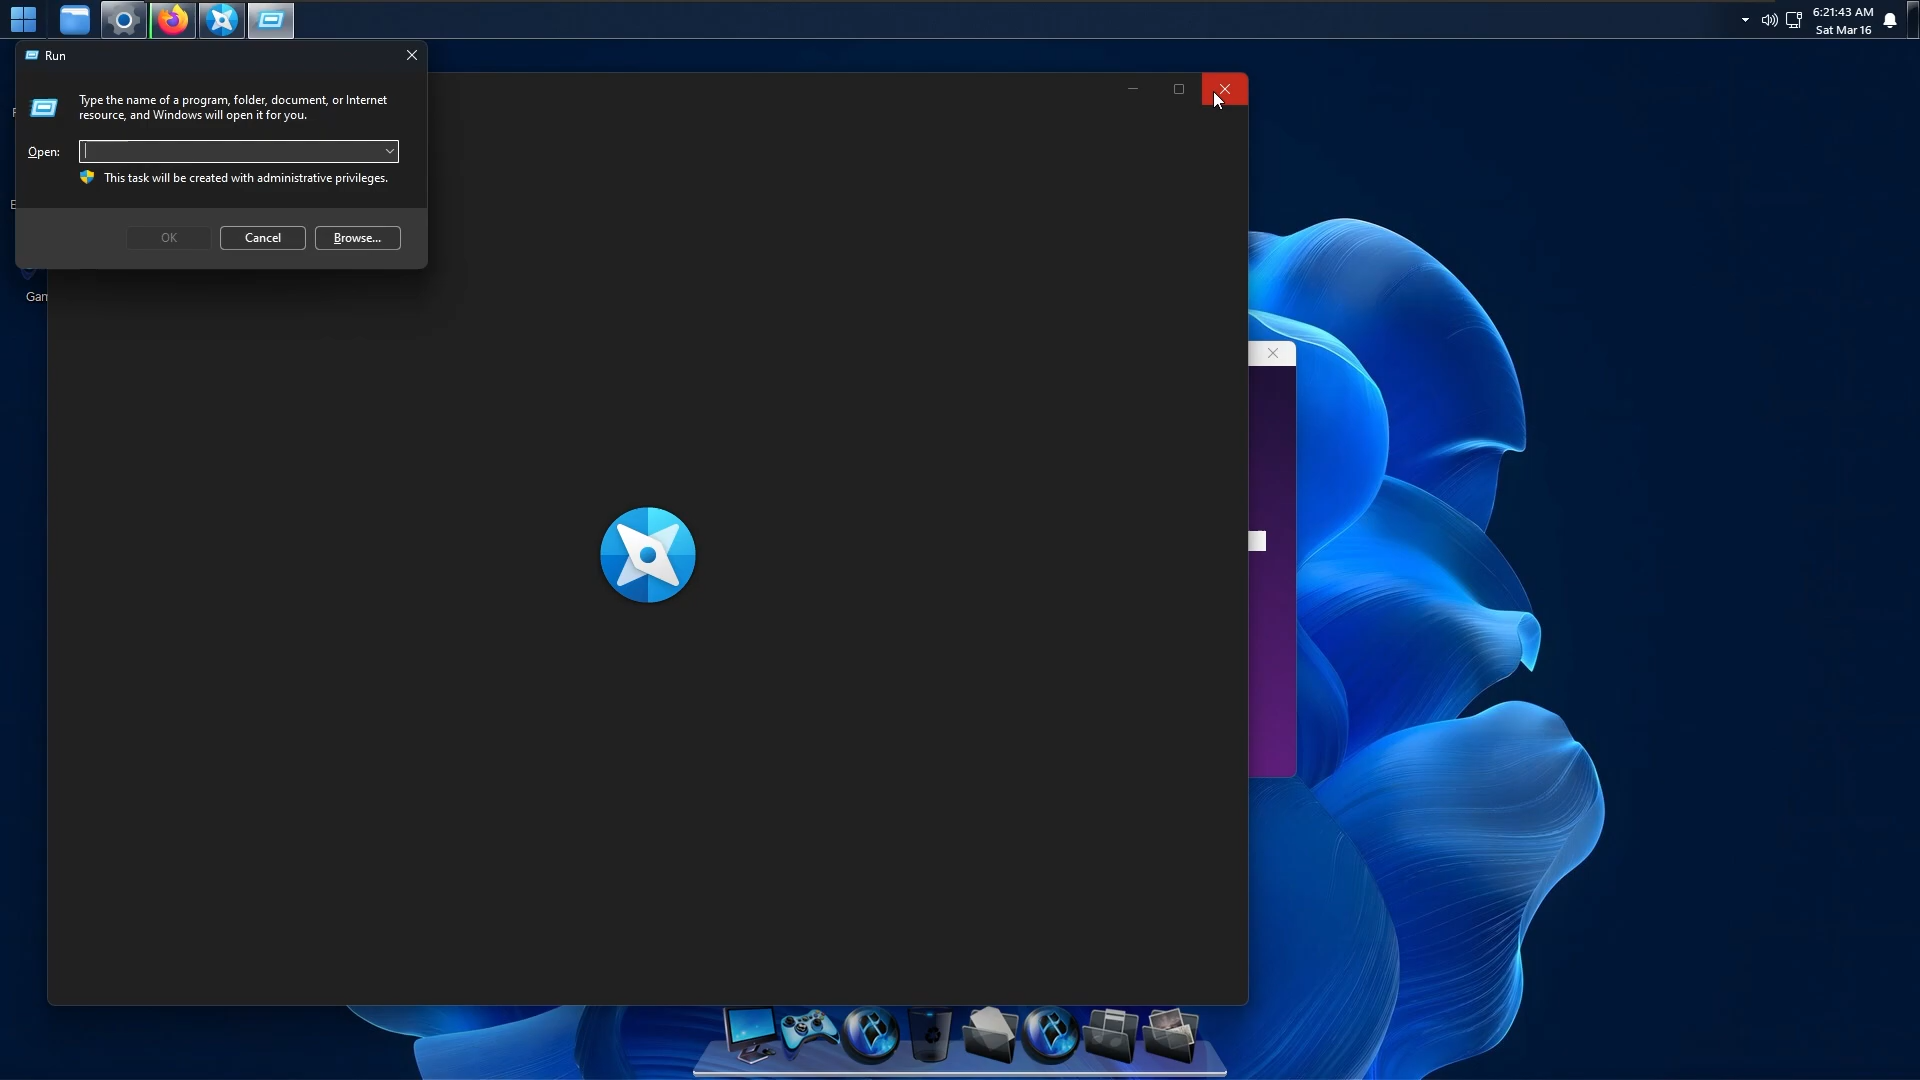 6:21:43 AM
Sat Mar 16
Run
Type the name of a program, folder, document, or Internet
resource, and Windows will open it for you.
Open:
This task will be created with administrative privileges.
OK
Cancel
Browse...